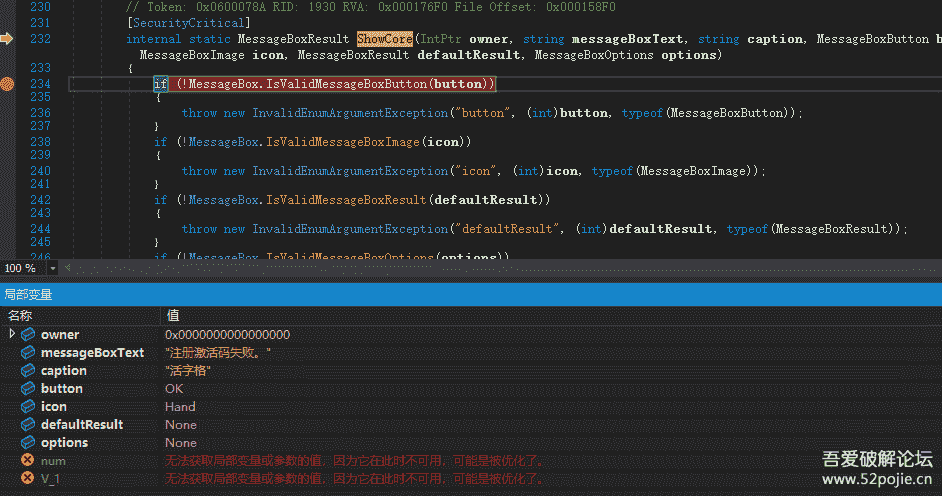 230 // Token: 0x0600078A RID: 1930 RVA: 0x000176F0 File Offset: 0x000158F0
231 [SecurityCritical]
232 internal static MessageBoxResult ShowCore(IntPtr owner, string messageBoxText, string caption, MessageBoxButton b
MessageBoxImage icon, MessageBoxResult defaultResult, MessageBoxOptions options)
233 {
234 if (!MessageBox.IsValidMessageBoxButton(button))
235 {
236 throw new InvalidEnumArgumentException("button", (int)button, typeof(MessageBoxButton));
237 }
238 if (!MessageBox.IsValidMessageBoxImage(icon))
239 {
240 throw new InvalidEnumArgumentException("icon", (int)icon, typeof(MessageBoxImage));
241 }
242 if (!MessageBox.IsValidMessageBoxResult(defaultResult))
243 {
244 throw new InvalidEnumArgumentException("defaultResult", (int)defaultResult, typeof(MessageBoxResult));
245 }
246 if (!MessageBox.IsValidMessageBoxOptions(options))
100 %
局部变量
名称 值
owner 0x0000000000000000
messageBoxText "注册激活码失败。"
caption "活字格"
button OK
icon Hand
defaultResult None
options None
num 无法获取局部变量或参数的值，因为它在此时不可用，可能是被优化了。
V_1 无法获取局部变量或参数的值，因为它在此时不可用，可能是被优化了。
吾爱破解论坛
www.52pojie.cn